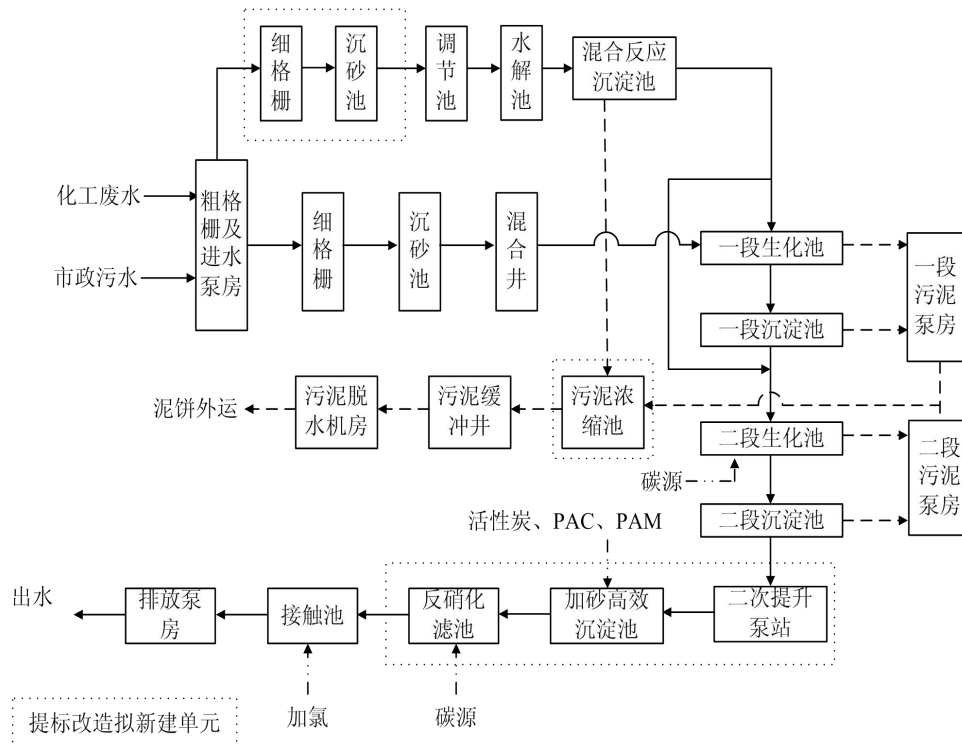 细格栅
沉砂池
调节池
水解池
混合反应
沉淀池
化工废水
市政污水
粗格
栅及
进水
泵房
细格栅
沉砂池
混合井
一段生化池
一段沉淀池
一段
污泥
泵房
泥饼外运
污泥脱
水机房
污泥缓
冲井
污泥浓
缩池
二段生化池
碳源
二段沉淀池
二段
污泥
泵房
活性炭、PAC、PAM
出水
排放泵
房
接触池
反硝化
滤池
加砂高效
沉淀池
二次提升
泵站
加氯
碳源
提标改造拟新建单元